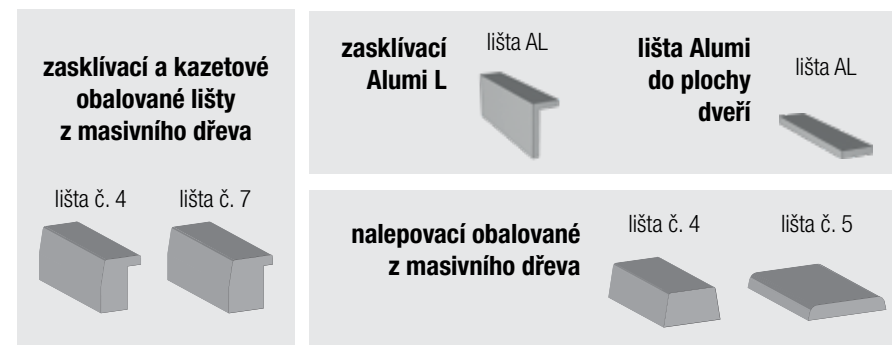 zasklívací a kazetové
obalované lišty
z masivního dřeva
lišta č. 4
lišta č. 7
zasklívací
Alumi L
lišta AL
lišta Alumi
do plochy
dveří
lišta AL
nalepovací obalované
z masivního dřeva
lišta č. 4
lišta č. 5